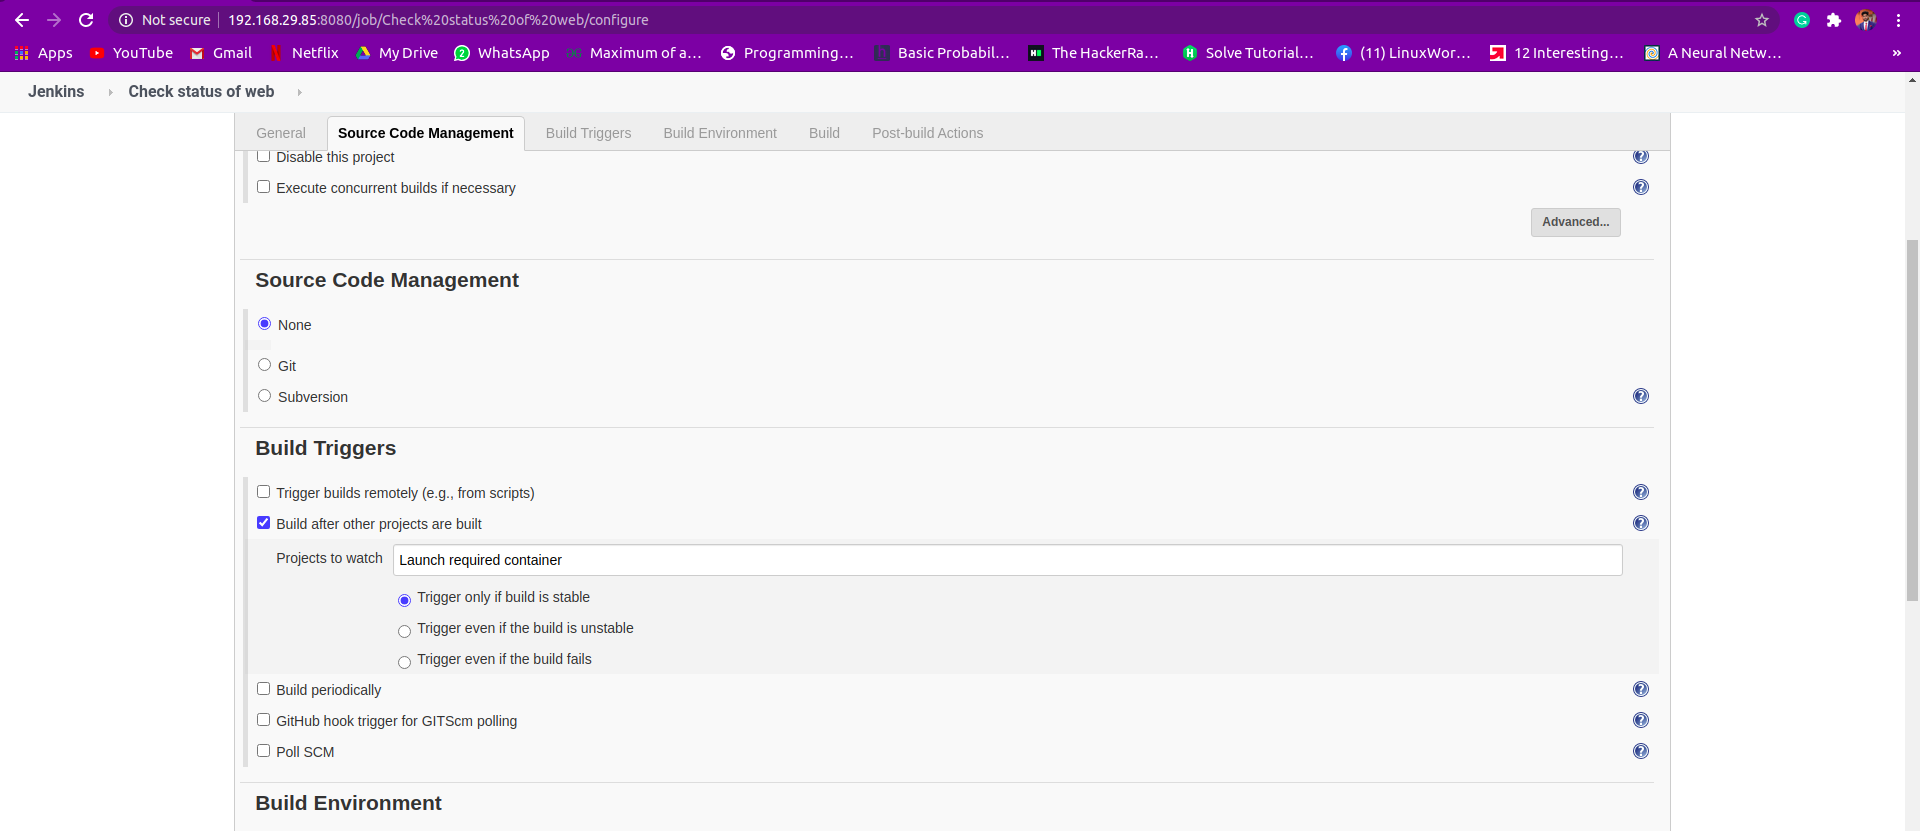 Not secure 192.168.29.85:8080/job/Check%20status%20of%20web/configure
Apps YouTube Gmail Netflix My Drive WhatsApp Maximum of a... Programming... Basic Probabil... The HackerRa... Solve Tutorial... (11) LinuxWor... 12 Interesting... A Neural Netw... »
Jenkins Check status of web
General Source Code Management Build Triggers Build Environment Build Post-build Actions
Disable this project
Execute concurrent builds if necessary
Advanced...
Source Code Management
None
Git
Subversion
Build Triggers
Trigger builds remotely (e.g., from scripts)
Build after other projects are built
Projects to watch Launch required container
Trigger only if build is stable
Trigger even if the build is unstable
Trigger even if the build fails
Build periodically
GitHub hook trigger for GITScm polling
Poll SCM
Build Environment